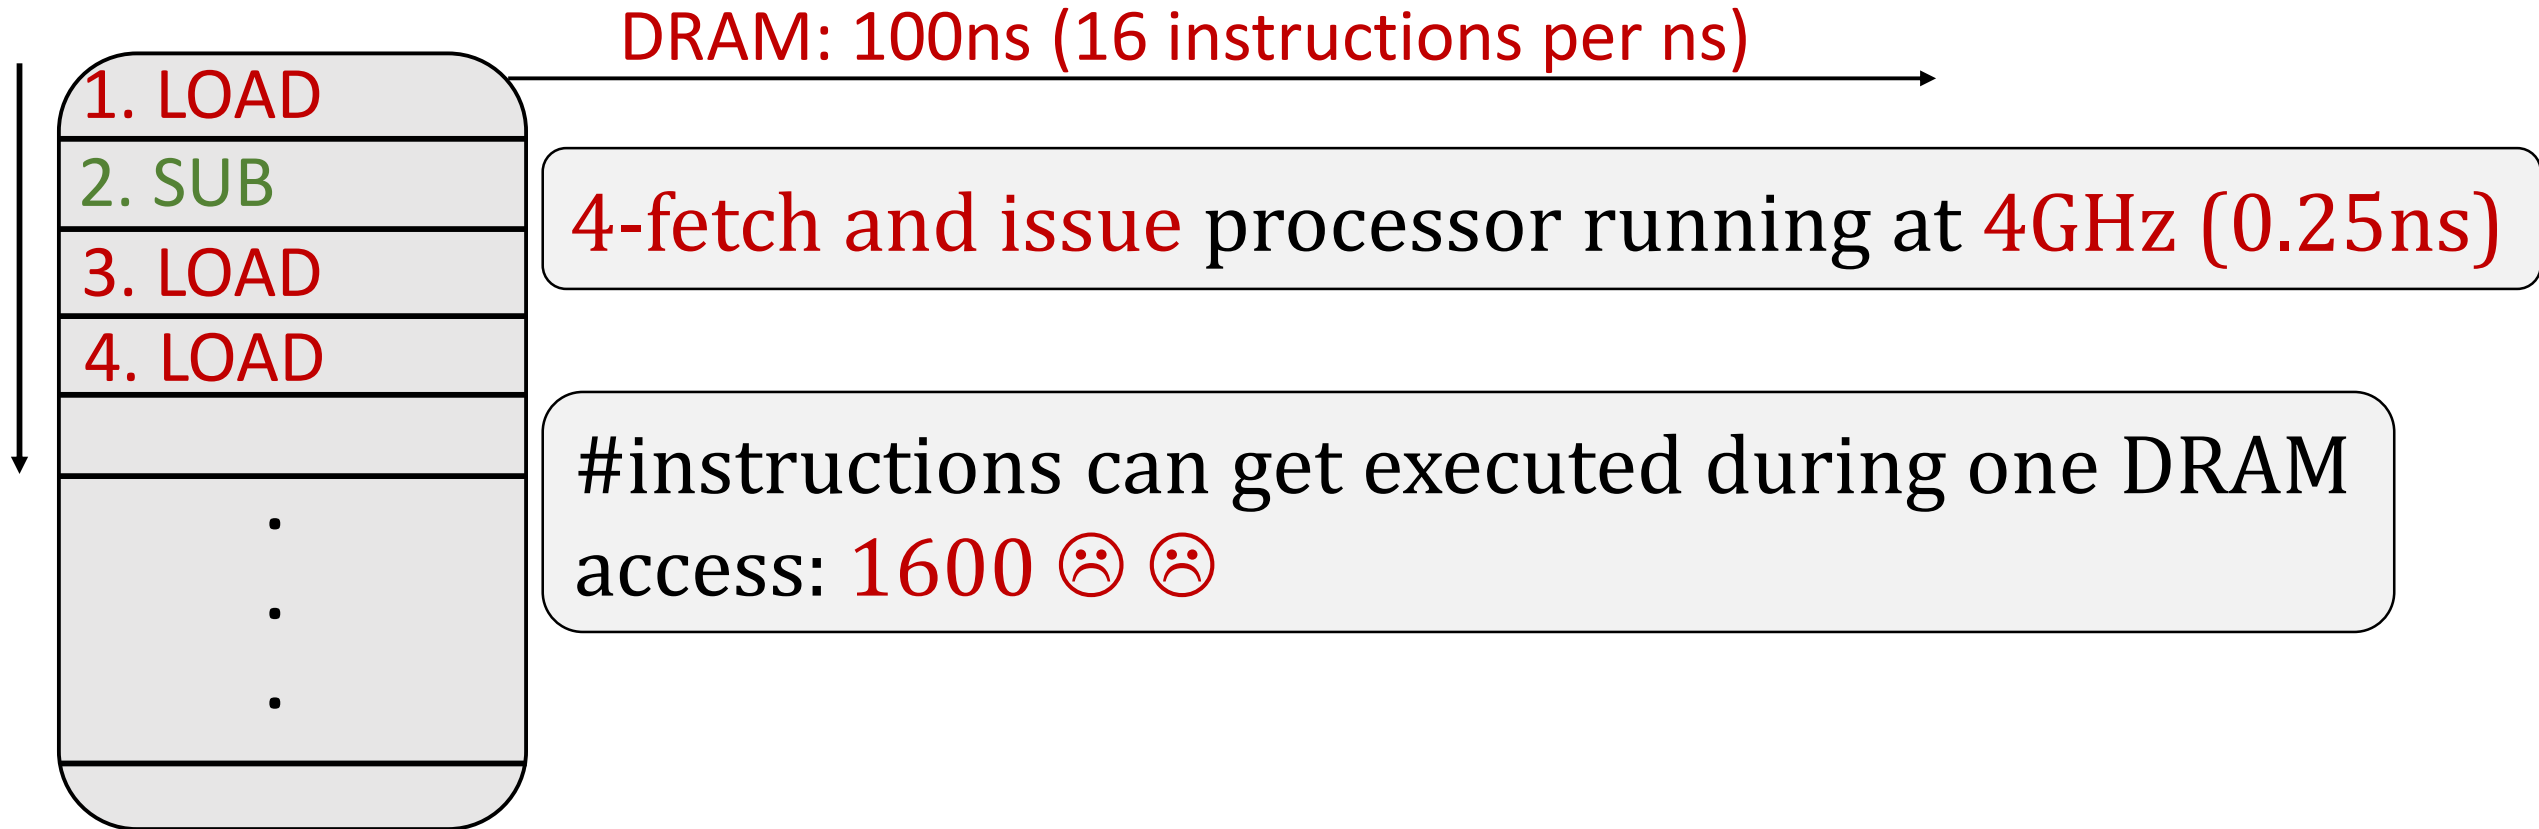 DRAM: 100ns (16 instructions per ns)
1. LOAD
2. SUB
3. LOAD
4. LOAD
4-fetch and issue processor running at 4GHz (0.25ns)
#instructions can get executed during one DRAM
access: 1600 ☹ ☹